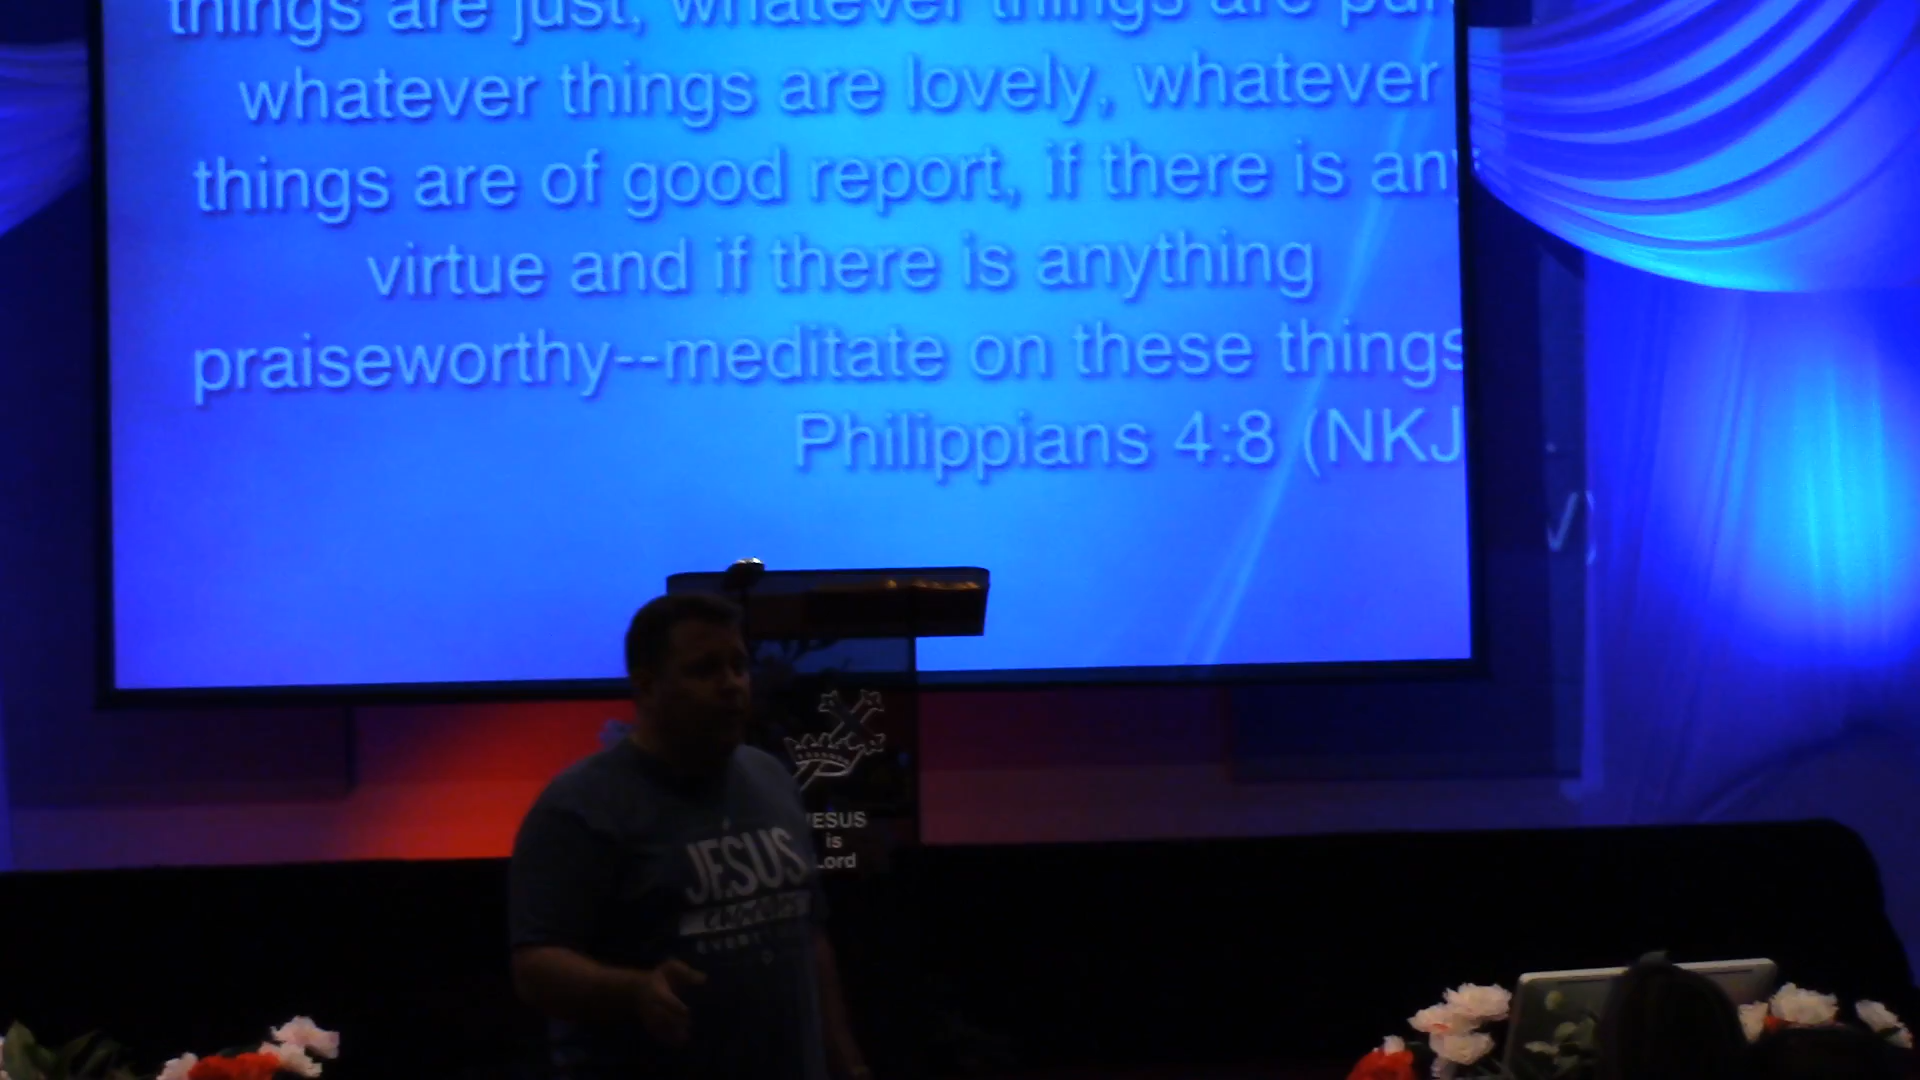 things are just, whatever things are pur
whatever things are lovely, whatever
things are of good report, if there is any
virtue and if there is anything
praiseworthy--meditate on these things
Philippians 4:8 (NKJ
JESUS
is
Lord
JESUS